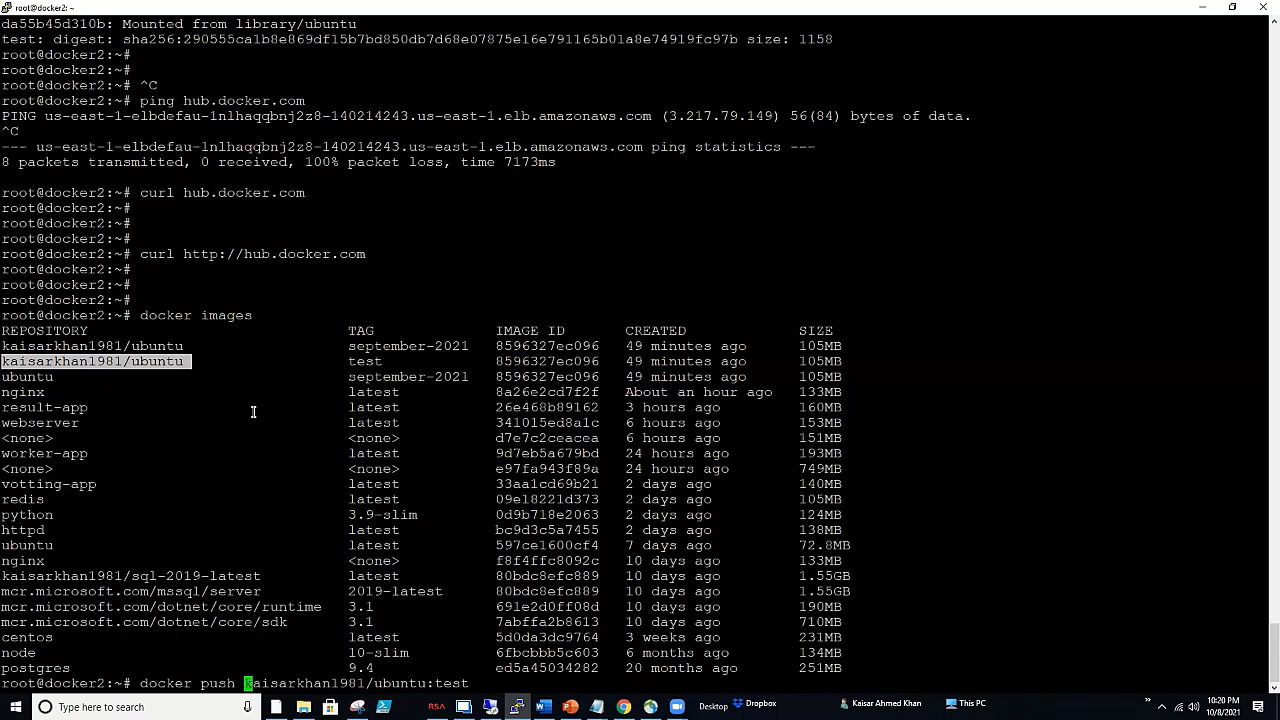 root@docker2: ~
da55b45d310b: Mounted from library/ubuntu
test: digest: sha256:290555ca1b8e869df15b7bd850db7d68e07875e16e791165b01a8e74919fc97b size: 1158
root@docker2:~#
root@docker2:~#
root@docker2:~# ^C
root@docker2:~# ping hub.docker.com
PING us-east-1-elbdefau-1nlhaqqbnj2z8-140214243.us-east-1.elb.amazonaws.com (3.217.79.149) 56(84) bytes of data.
^C
--- us-east-1-elbdefau-1nlhaqqbnj2z8-140214243.us-east-1.elb.amazonaws.com ping statistics ---
8 packets transmitted, 0 received, 100% packet loss, time 7173ms
root@docker2:~# curl hub.docker.com
root@docker2:~#
root@docker2:~#
root@docker2:~#
root@docker2:~# curl http://hub.docker.com
root@docker2:~#
root@docker2:~#
root@docker2:~#
root@docker2:~# docker images
REPOSITORY TAG IMAGE ID CREATED SIZE
kaisarkhan1981/ubuntu september-2021 8596327ec096 49 minutes ago 105MB
kaisarkhan1981/ubuntu test 8596327ec096 49 minutes ago 105MB
ubuntu september-2021 8596327ec096 49 minutes ago 105MB
nginx latest 8a26e2cd7f2f About an hour ago 133MB
result-app latest 26e468b89162 3 hours ago 160MB
webserver latest 341015ed8a1c 6 hours ago 153MB
<none> <none> d7e7c2ceacea 6 hours ago 151MB
worker-app latest 9d7eb5a679bd 24 hours ago 193MB
<none> <none> e97fa943f89a 24 hours ago 749MB
votting-app latest 33aa1cd69b21 2 days ago 140MB
redis latest 09e18221d373 2 days ago 105MB
python 3.9-slim 0d9b718e2063 2 days ago 124MB
httpd latest bc9d3c5a7455 2 days ago 138MB
ubuntu latest 597ce1600cf4 7 days ago 72.8MB
nginx <none> f8f4ffc8092c 10 days ago 133MB
kaisarkhan1981/sql-2019-latest latest 80bdc8efc889 10 days ago 1.55GB
mcr.microsoft.com/mssql/server 2019-latest 80bdc8efc889 10 days ago 1.55GB
mcr.microsoft.com/dotnet/core/runtime 3.1 691e2d0ff08d 10 days ago 190MB
mcr.microsoft.com/dotnet/core/sdk 3.1 7abffa2b8613 10 days ago 710MB
centos latest 5d0da3dc9764 3 weeks ago 231MB
node 10-slim 6fbcbbc5c603 6 months ago 134MB
postgres 9.4 ed5a45034282 20 months ago 251MB
root@docker2:~# docker push kaisarkhan1981/ubuntu:test
Type here to search RSA Desktop Dropbox Kaisar Ahmed Khan This PC » 10:20 PM
10/8/2021